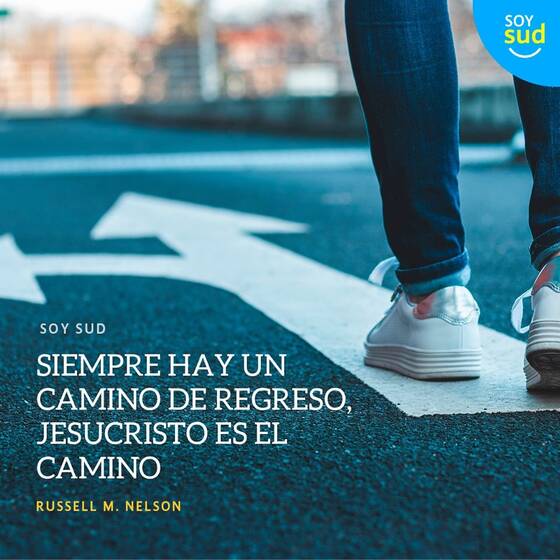 SOY
sud
SOY SUD
SIEMPRE HAY UN
CAMINO DE REGRESO,
JESUCRISTO ES EL
CAMINO
RUSSELL M. NELSON